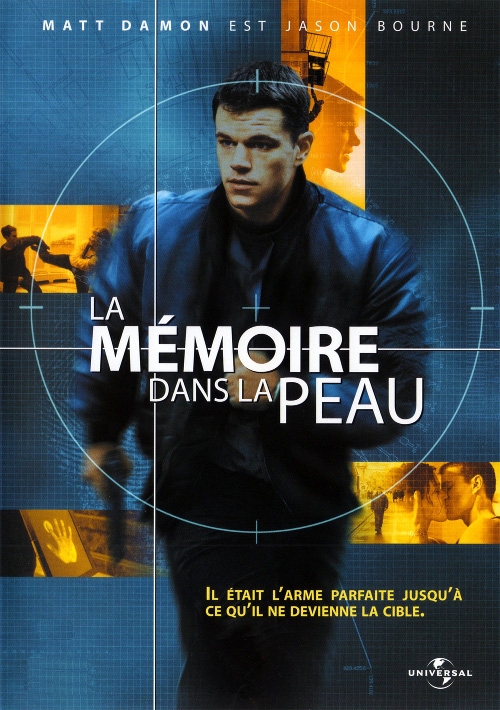 MATT DAMON EST JASON BOURNE
LA
MÉMOIRE
DANS LA PEAU
IL ÉTAIT L'ARME PARFAITE JUSQU'À
CE QU'IL NE DEVIENNE LA CIBLE.
UNIVERSAL